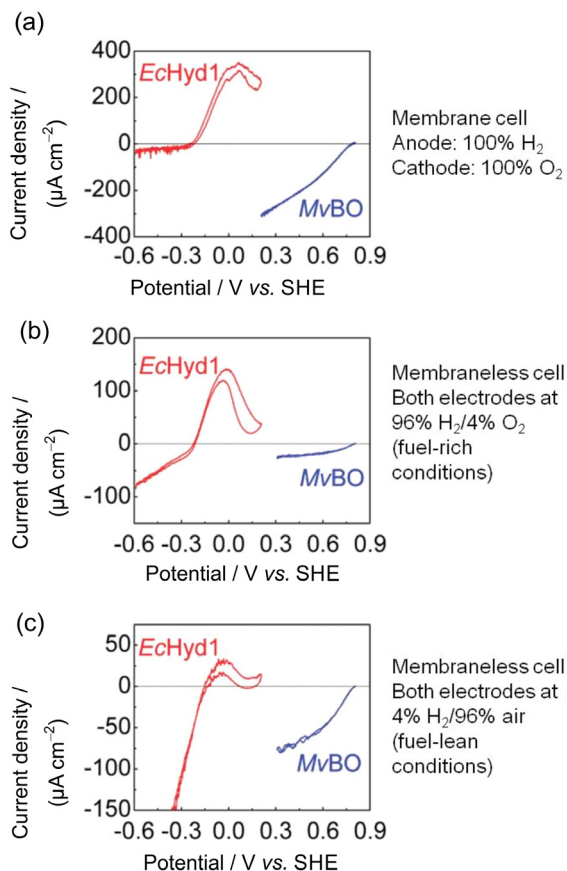 (a)
400
200
0
-200
-400
Current density /
(μA cm−2)
EcHyd1
MvBO
-0.6 -0.3 0.0 0.3 0.6 0.9
Potential / V vs. SHE
Membrane cell
Anode: 100% H2
Cathode: 100% O2
(b)
200
100
0
-100
Current density /
(μA cm−2)
EcHyd1
MvBO
-0.6 -0.3 0.0 0.3 0.6 0.9
Potential / V vs. SHE
Membraneless cell
Both electrodes at
96% H2/4% O2
(fuel-rich
conditions)
(c)
50
0
-50
-100
-150
Current density /
(μA cm−2)
EcHyd1
MvBO
-0.6 -0.3 0.0 0.3 0.6 0.9
Potential / V vs. SHE
Membraneless cell
Both electrodes at
4% H2/96% air
(fuel-lean
conditions)